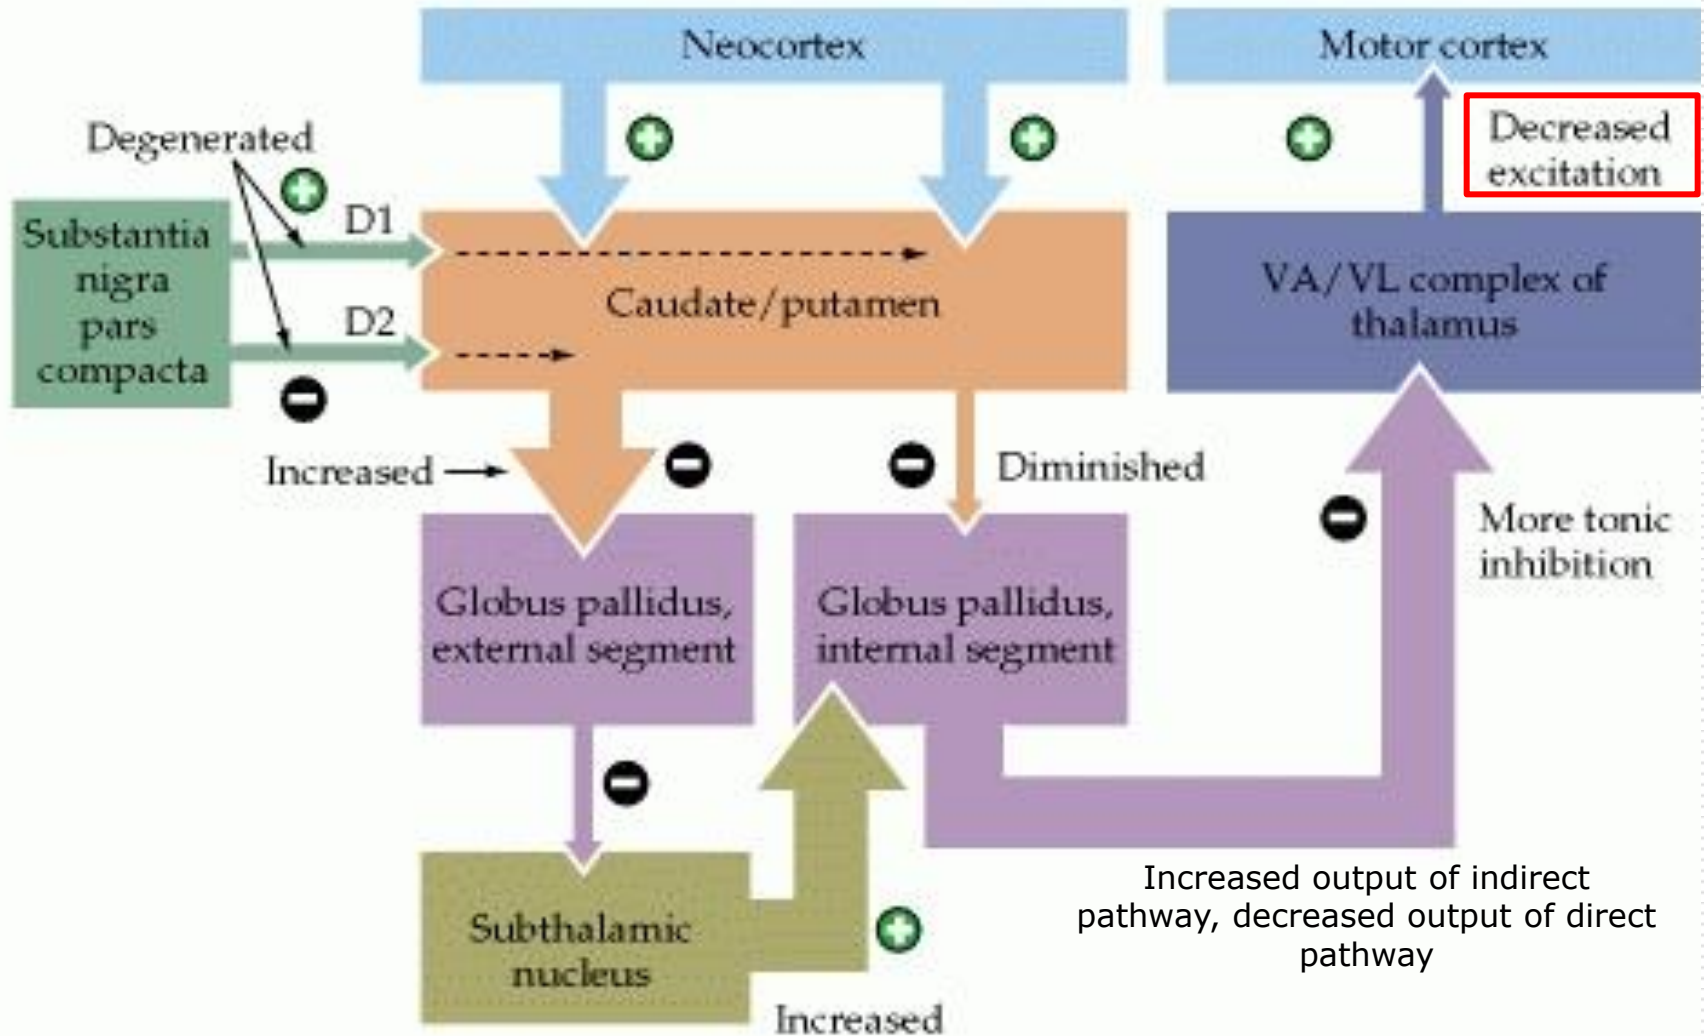 Neocortex
Motor cortex
Degenerated
Decreased
excitation
D1
Substantia
nigra
pars
compacta
D2
Caudate/putamen
VA/VL complex of
thalamus
Increased
Diminished
More tonic
inhibition
Globus pallidus,
external segment
Globus pallidus,
internal segment
Subthalamic
nucleus
Increased
Increased output of indirect
pathway, decreased output of direct
pathway